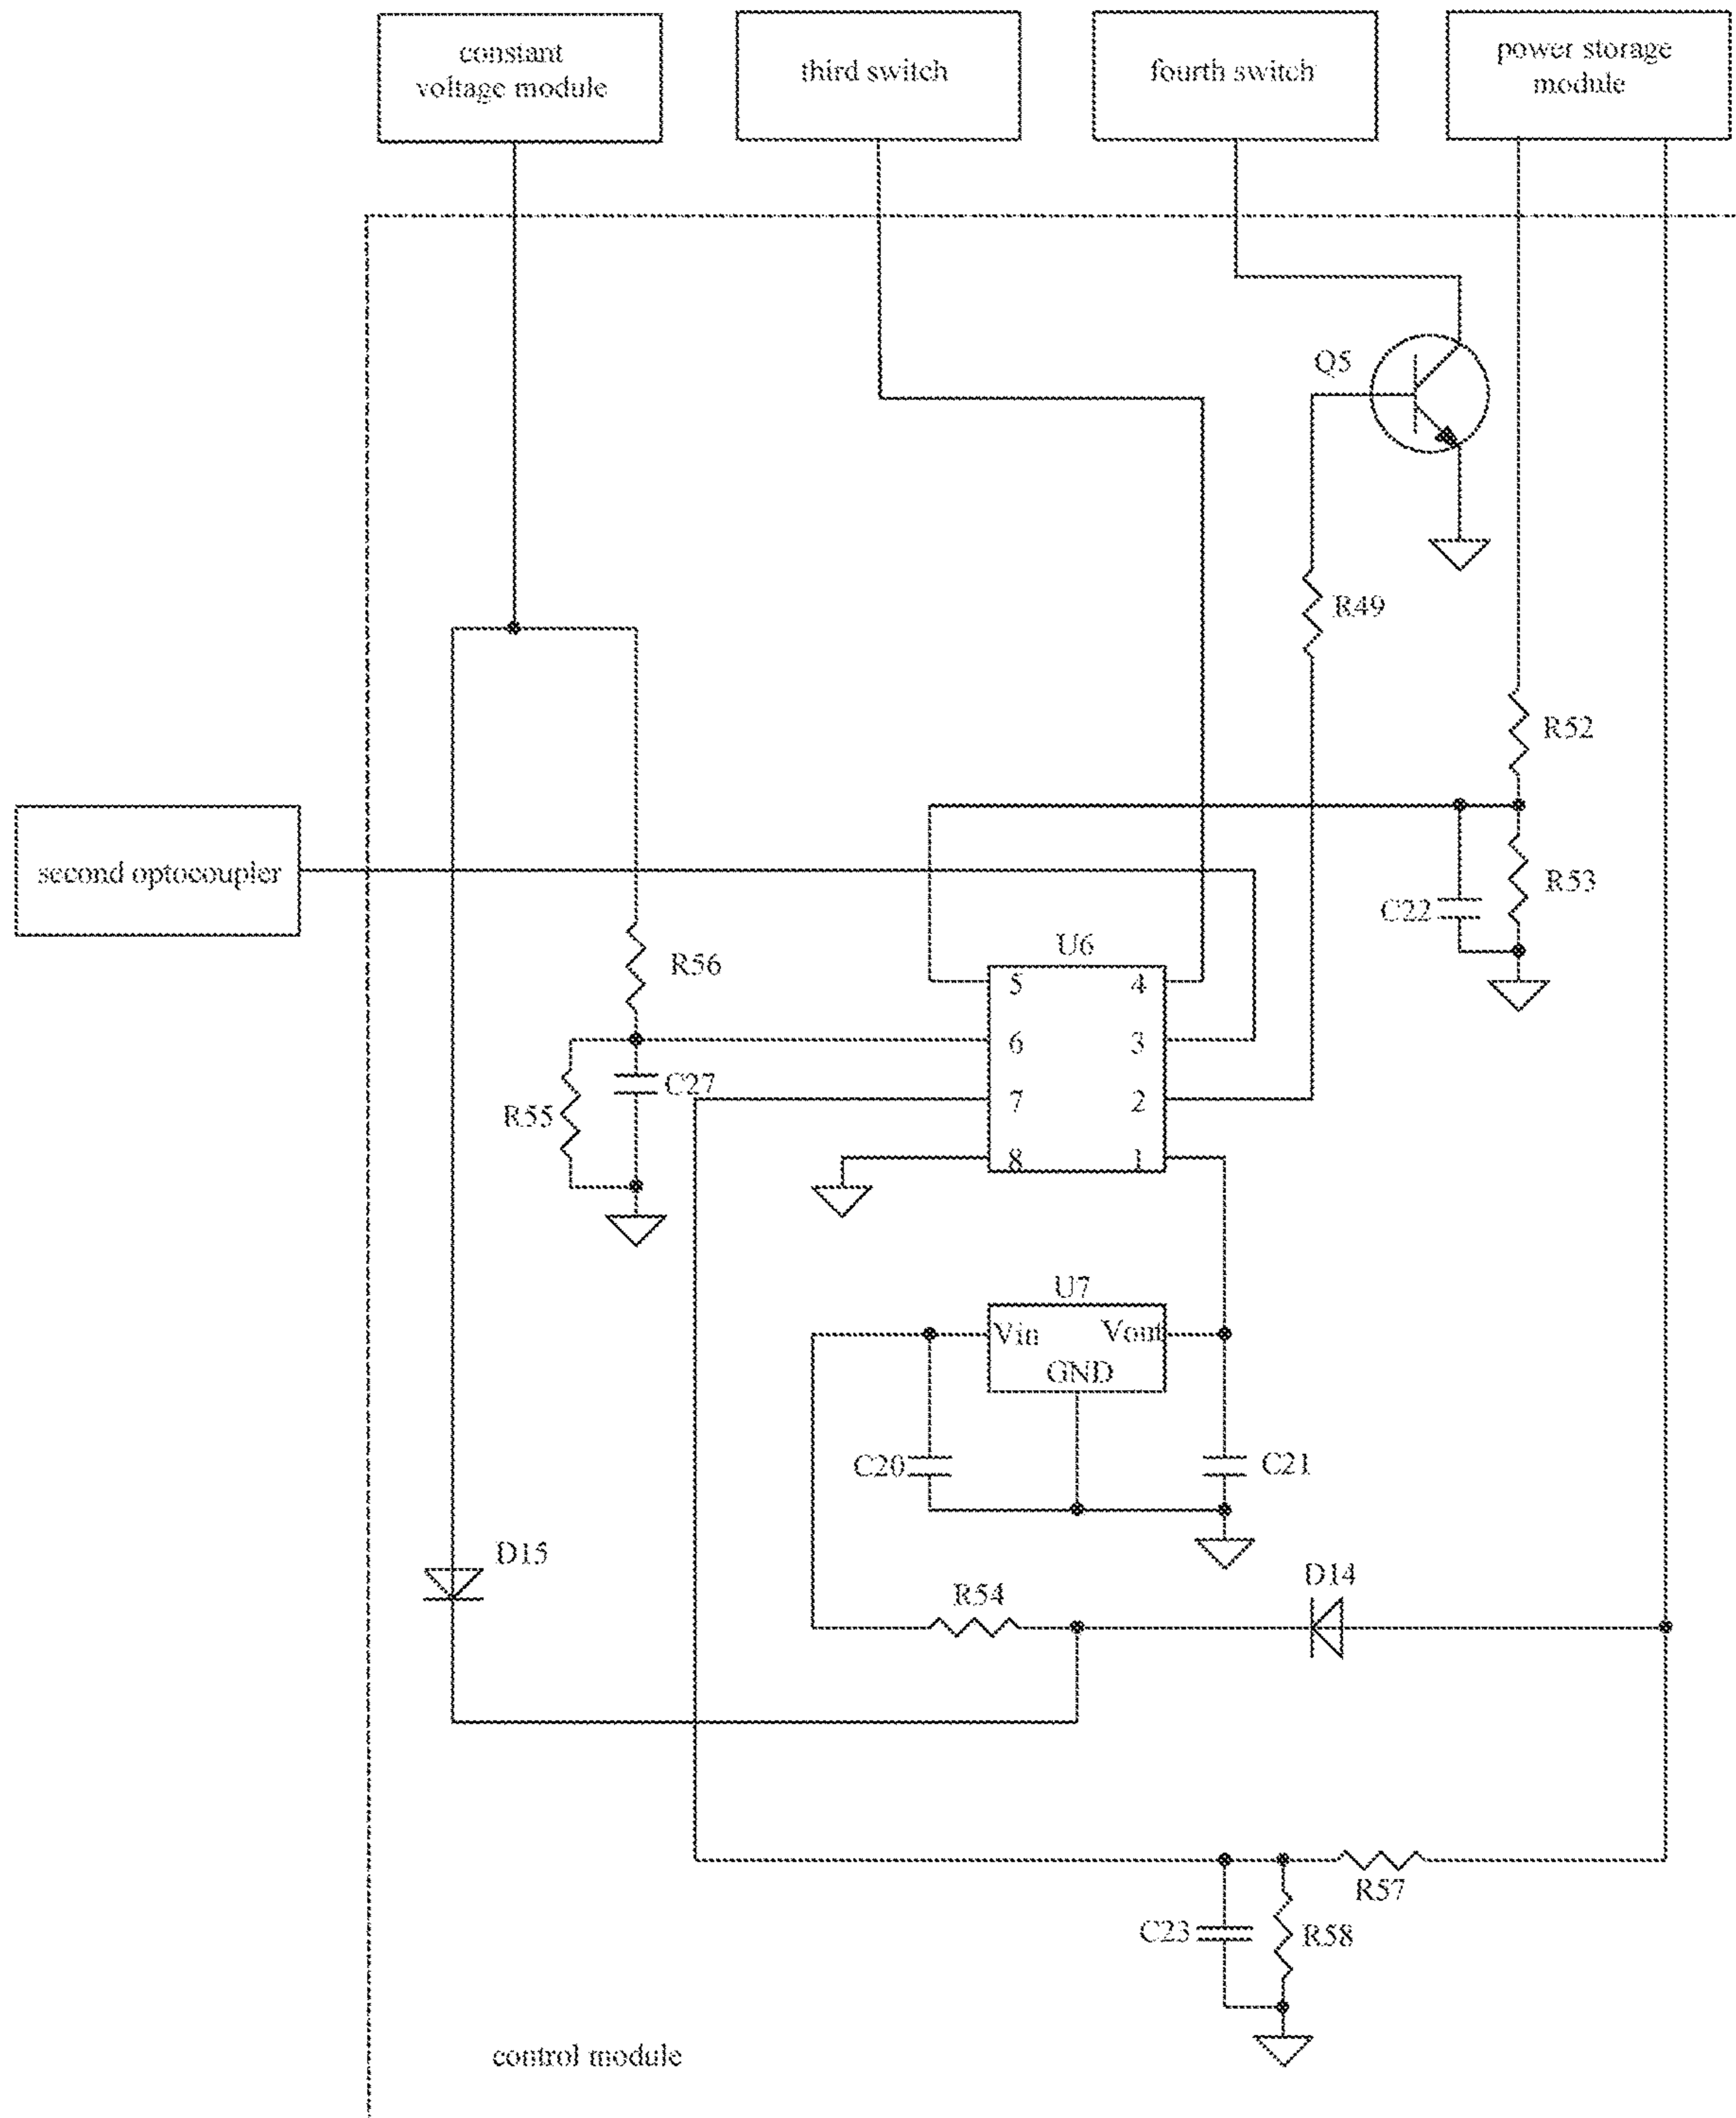 constant
voltage module
third switch
fourth switch
power storage
module
Q5
R49
R52
second optocoupler
R53
C22
U6
R56
5 4
6 3
C27
7 2
R55
8 1
U7
Vin Vout
GND
C20
C21
D15
D14
R54
R57
C23
R58
control module